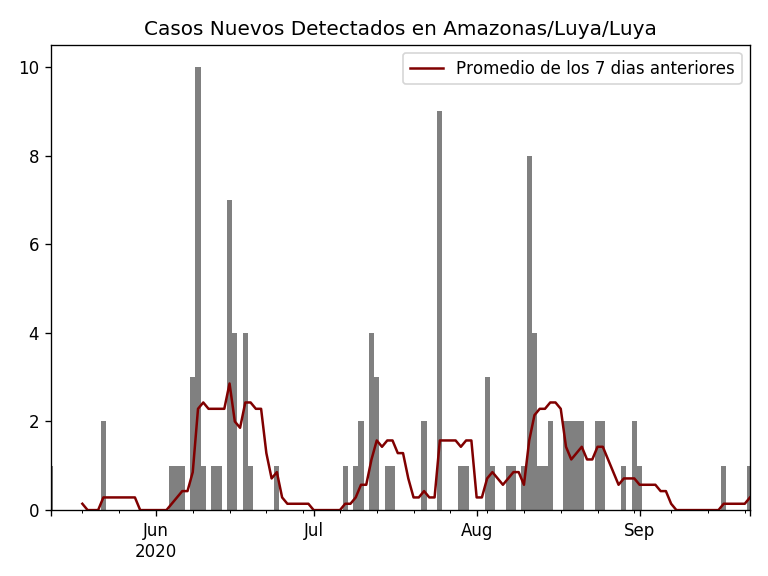 Casos Nuevos Detectados en Amazonas/Luya/Luya
Promedio de los 7 dias anteriores
10
8
6
4
2
0
Jun Jul Aug Sep
2020